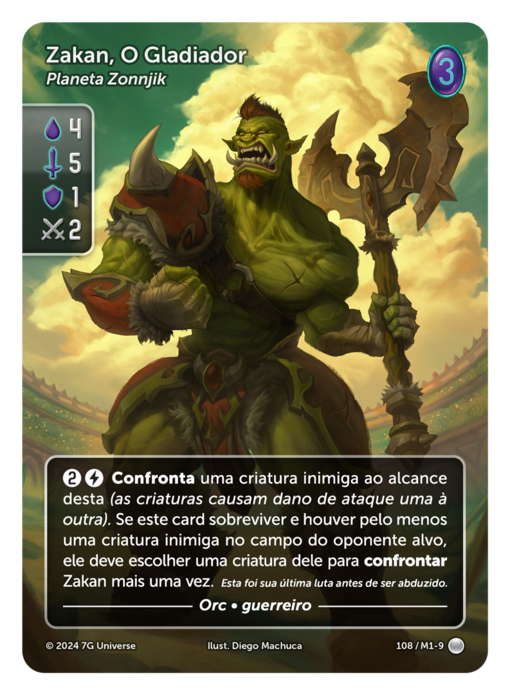 Zakan, O Gladiador
Planeta Zonnjik
3
4
5
1
2
2 Confronta uma criatura inimiga ao alcance
desta (as criaturas causam dano de ataque uma à
outra). Se este card sobreviver e houver pelo menos
uma criatura inimiga no campo do oponente alvo,
ele deve escolher uma criatura dele para confrontar
Zakan mais uma vez. Esta foi sua última luta antes de ser abduzido.
Orc • guerreiro
© 2024 7G Universe
Ilust. Diego Machuca
108 / M1-9